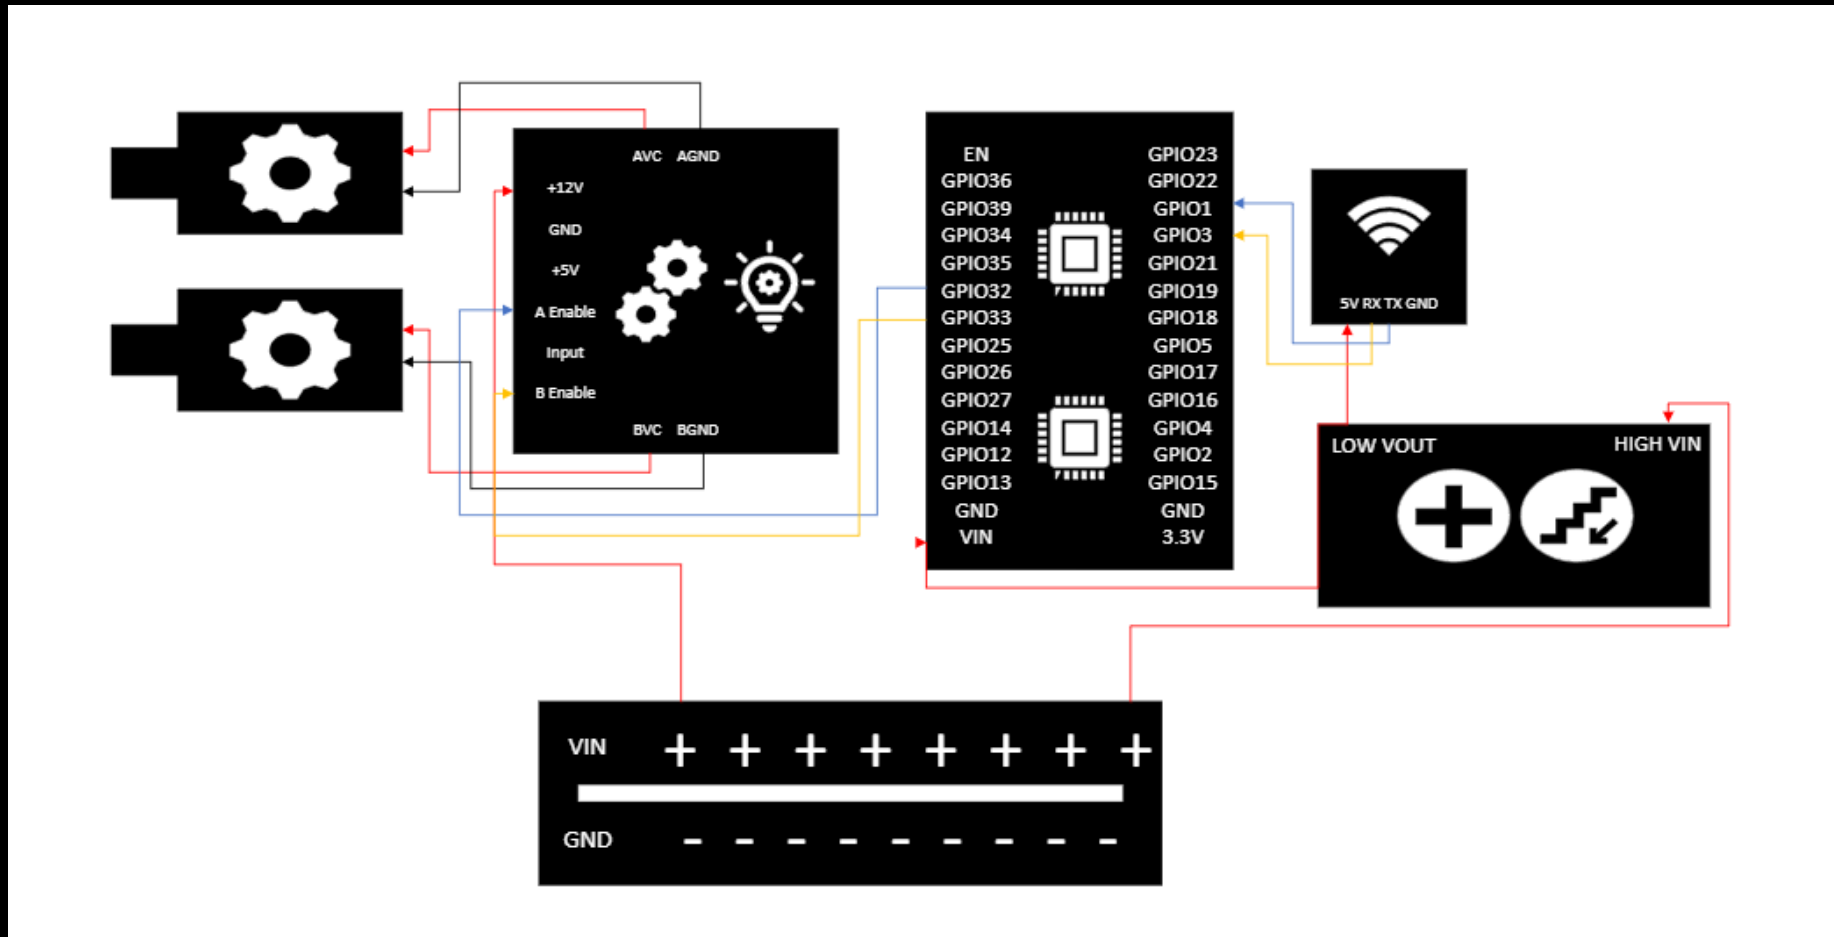 AVC AGND
+12V
GND
+5V
A Enable
Input
B Enable
BVC BGND
EN GPIO23
GPIO36 GPIO22
GPIO39 GPIO1
GPIO34 GPIO3
GPIO35 GPIO21
GPIO32 GPIO19
GPIO33 GPIO18
GPIO25 GPIO5
GPIO26 GPIO17
GPIO27 GPIO16
GPIO14 GPIO4
GPIO12 GPIO2
GPIO13 GPIO15
GND GND
VIN 3.3V
5V RX TX GND
LOW VOUT HIGH VIN
VIN + + + + + + + +
GND - - - - - - - - -